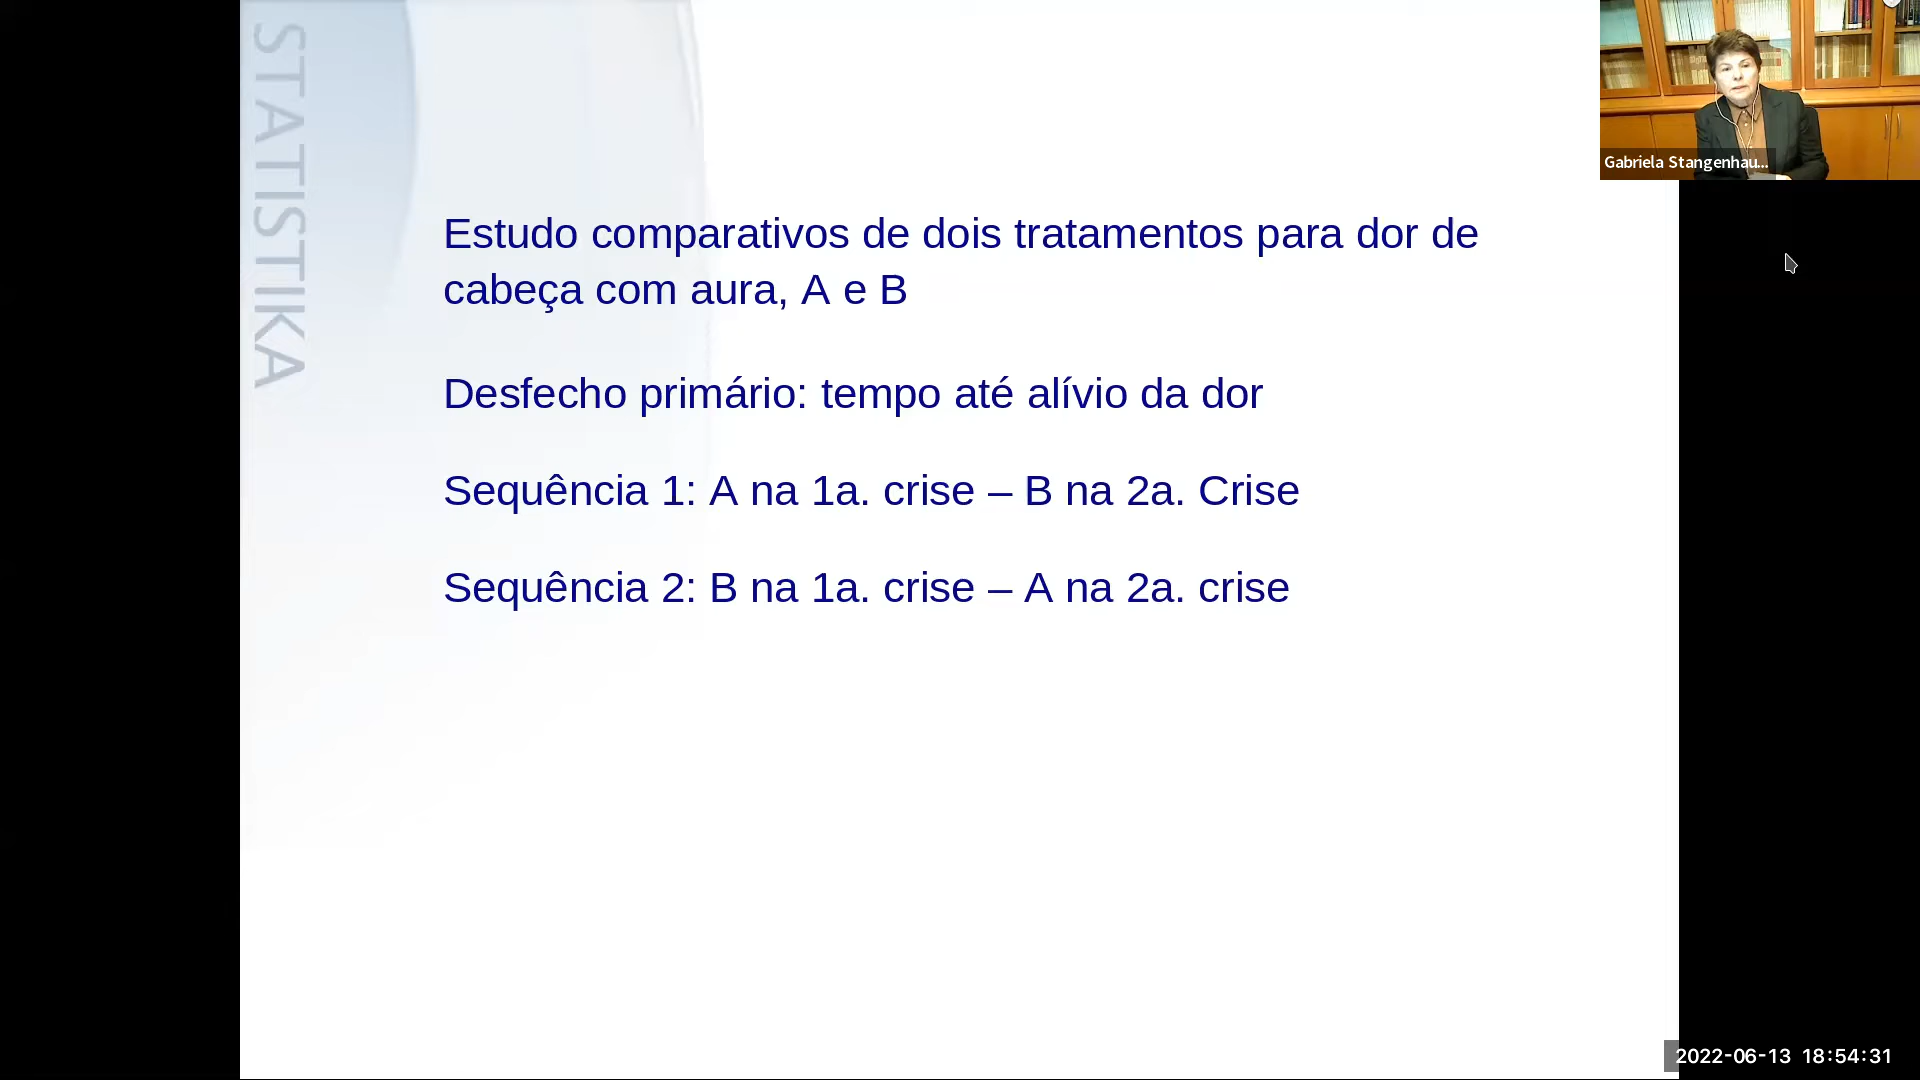 STATISTIKA
Gabriela Stangenhau...
Estudo comparativos de dois tratamentos para dor de
cabeça com aura, A e B
Desfecho primário: tempo até alívio da dor
Sequência 1: A na 1a. crise – B na 2a. Crise
Sequência 2: B na 1a. crise – A na 2a. crise
2022-06-13 18:54:31